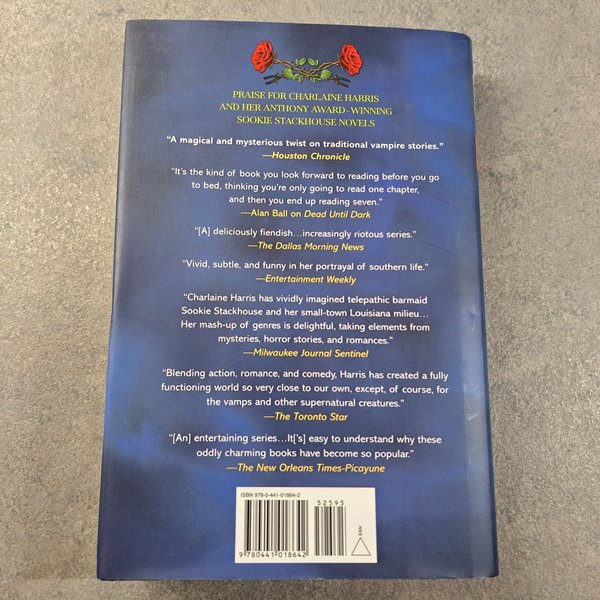 PRAISE FOR CHARLAINE HARRIS
AND HER ANTHONY AWARD–WINNING
SOOKIE STACKHOUSE NOVELS
“A magical and mysterious twist on traditional vampire stories.”
—Houston Chronicle
“It’s the kind of book you look forward to reading before you go
to bed, thinking you’re only going to read one chapter,
and then you end up reading seven.”
—Alan Ball on Dead Until Dark
“[A] deliciously fiendish…increasingly riotous series.”
—The Dallas Morning News
“Vivid, subtle, and funny in her portrayal of southern life.”
—Entertainment Weekly
“Charlaine Harris has vividly imagined telepathic barmaid
Sookie Stackhouse and her small-town Louisiana milieu…
Her mash-up of genres is delightful, taking elements from
mysteries, horror stories, and romances.”
—Milwaukee Journal Sentinel
“Blending action, romance, and comedy, Harris has created a fully
functioning world so very close to our own, except, of course, for
the vamps and other supernatural creatures.”
—The Toronto Star
“[An] entertaining series…It[’s] easy to understand why these
oddly charming books have become so popular.”
—The New Orleans Times-Picayune
ISBN 978-0-441-01864-2
52595
EAN
9 780441 018642